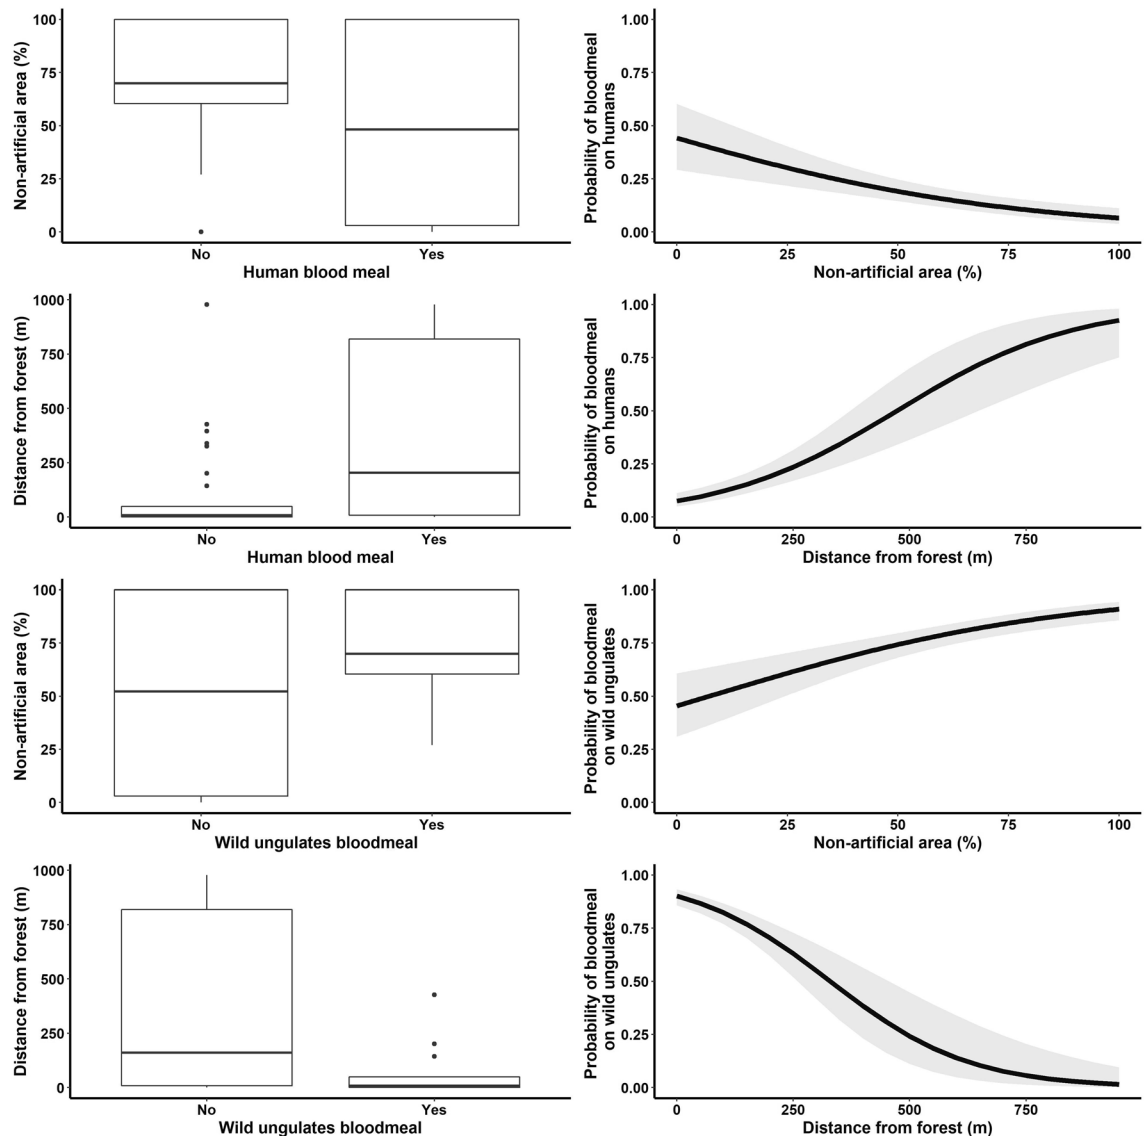 Non-artificial area (%)
100
75
50
25
0
No
Yes
Human blood meal
Probability of bloodmeal
on humans
1.00
0.75
0.50
0.25
0.00
0
25
50
75
100
Non-artificial area (%)
Distance from forest (m)
1000
750
500
250
0
No
Yes
Human blood meal
Probability of bloodmeal
on humans
1.00
0.75
0.50
0.25
0.00
0
250
500
750
Distance from forest (m)
Non-artificial area (%)
100
75
50
25
0
No
Yes
Wild ungulates bloodmeal
Probability of bloodmeal
on wild ungulates
1.00
0.75
0.50
0.25
0.00
0
25
50
75
100
Non-artificial area (%)
Distance from forest (m)
1000
750
500
250
0
No
Yes
Wild ungulates bloodmeal
Probability of bloodmeal
on wild ungulates
1.00
0.75
0.50
0.25
0.00
0
250
500
750
Distance from forest (m)